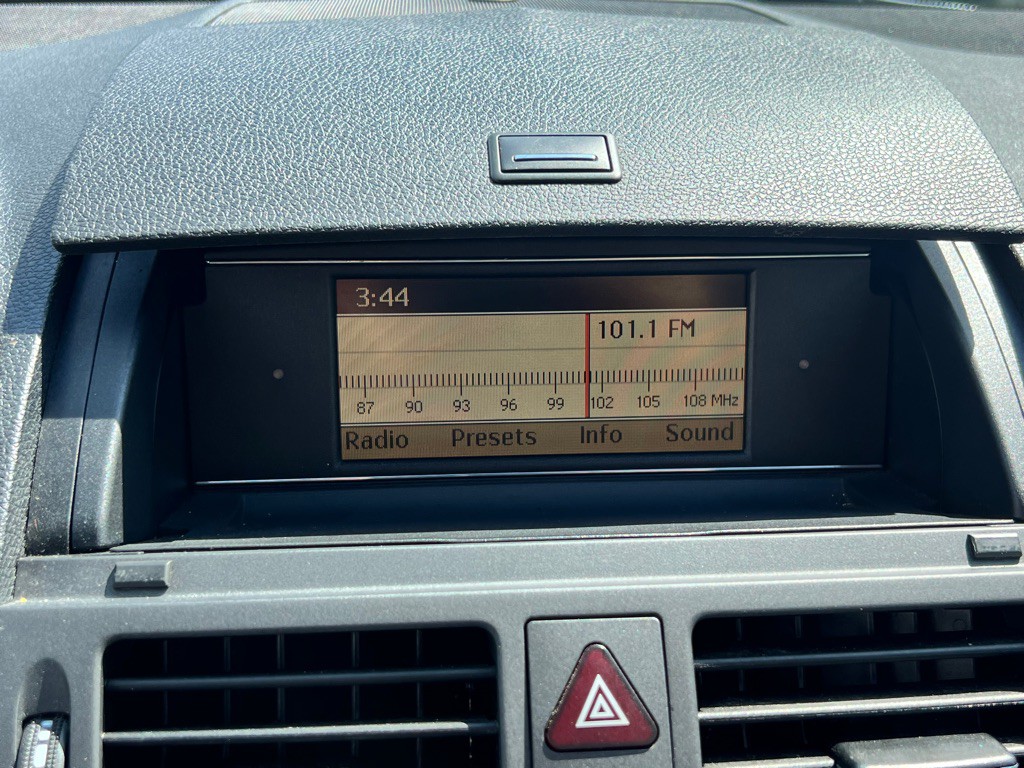 3:44
101.1 FM
87 90 93 96 99 102 105 108 MHz
Radio Presets Info Sound